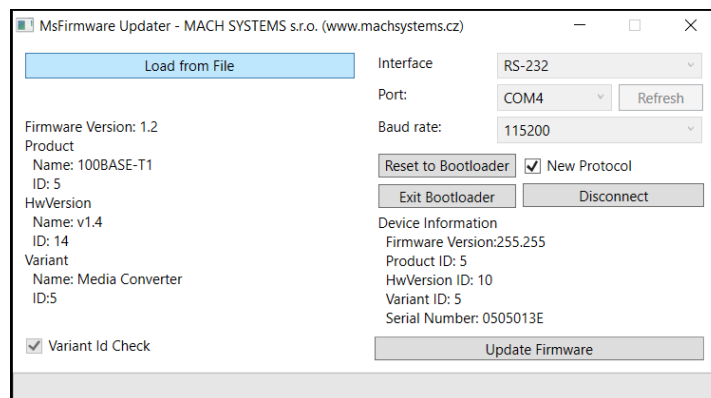 MsFirmware Updater - MACH SYSTEMS s.r.o. (www.machsystems.cz)
Load from File
Firmware Version: 1.2
Product
Name: 100BASE-T1
ID: 5
HwVersion
Name: v1.4
ID: 14
Variant
Name: Media Converter
ID:5
Variant Id Check
Interface RS-232
Port: COM4 Refresh
Baud rate: 115200
Reset to Bootloader New Protocol
Exit Bootloader Disconnect
Device Information
Firmware Version:255.255
Product ID: 5
HwVersion ID: 10
Variant ID: 5
Serial Number: 0505013E
Update Firmware